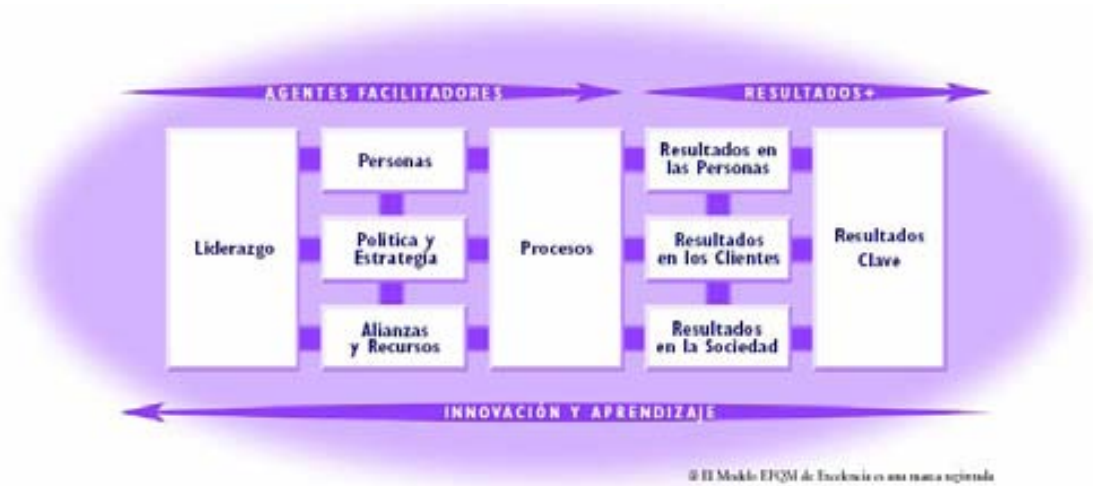 AGENTES FACILITADORES
RESULTADOS+
Liderazgo
Personas
Política y
Estrategía
Alianzas
y Recursos
Procesos
Resultados en
las Personas
Resultados
en los Clientes
Resultados
en la Sociedad
Resultados
Clave
INNOVACIÓN Y APRENDIZAJE
® El Modelo EFQM de Excelencia es una marca registrada